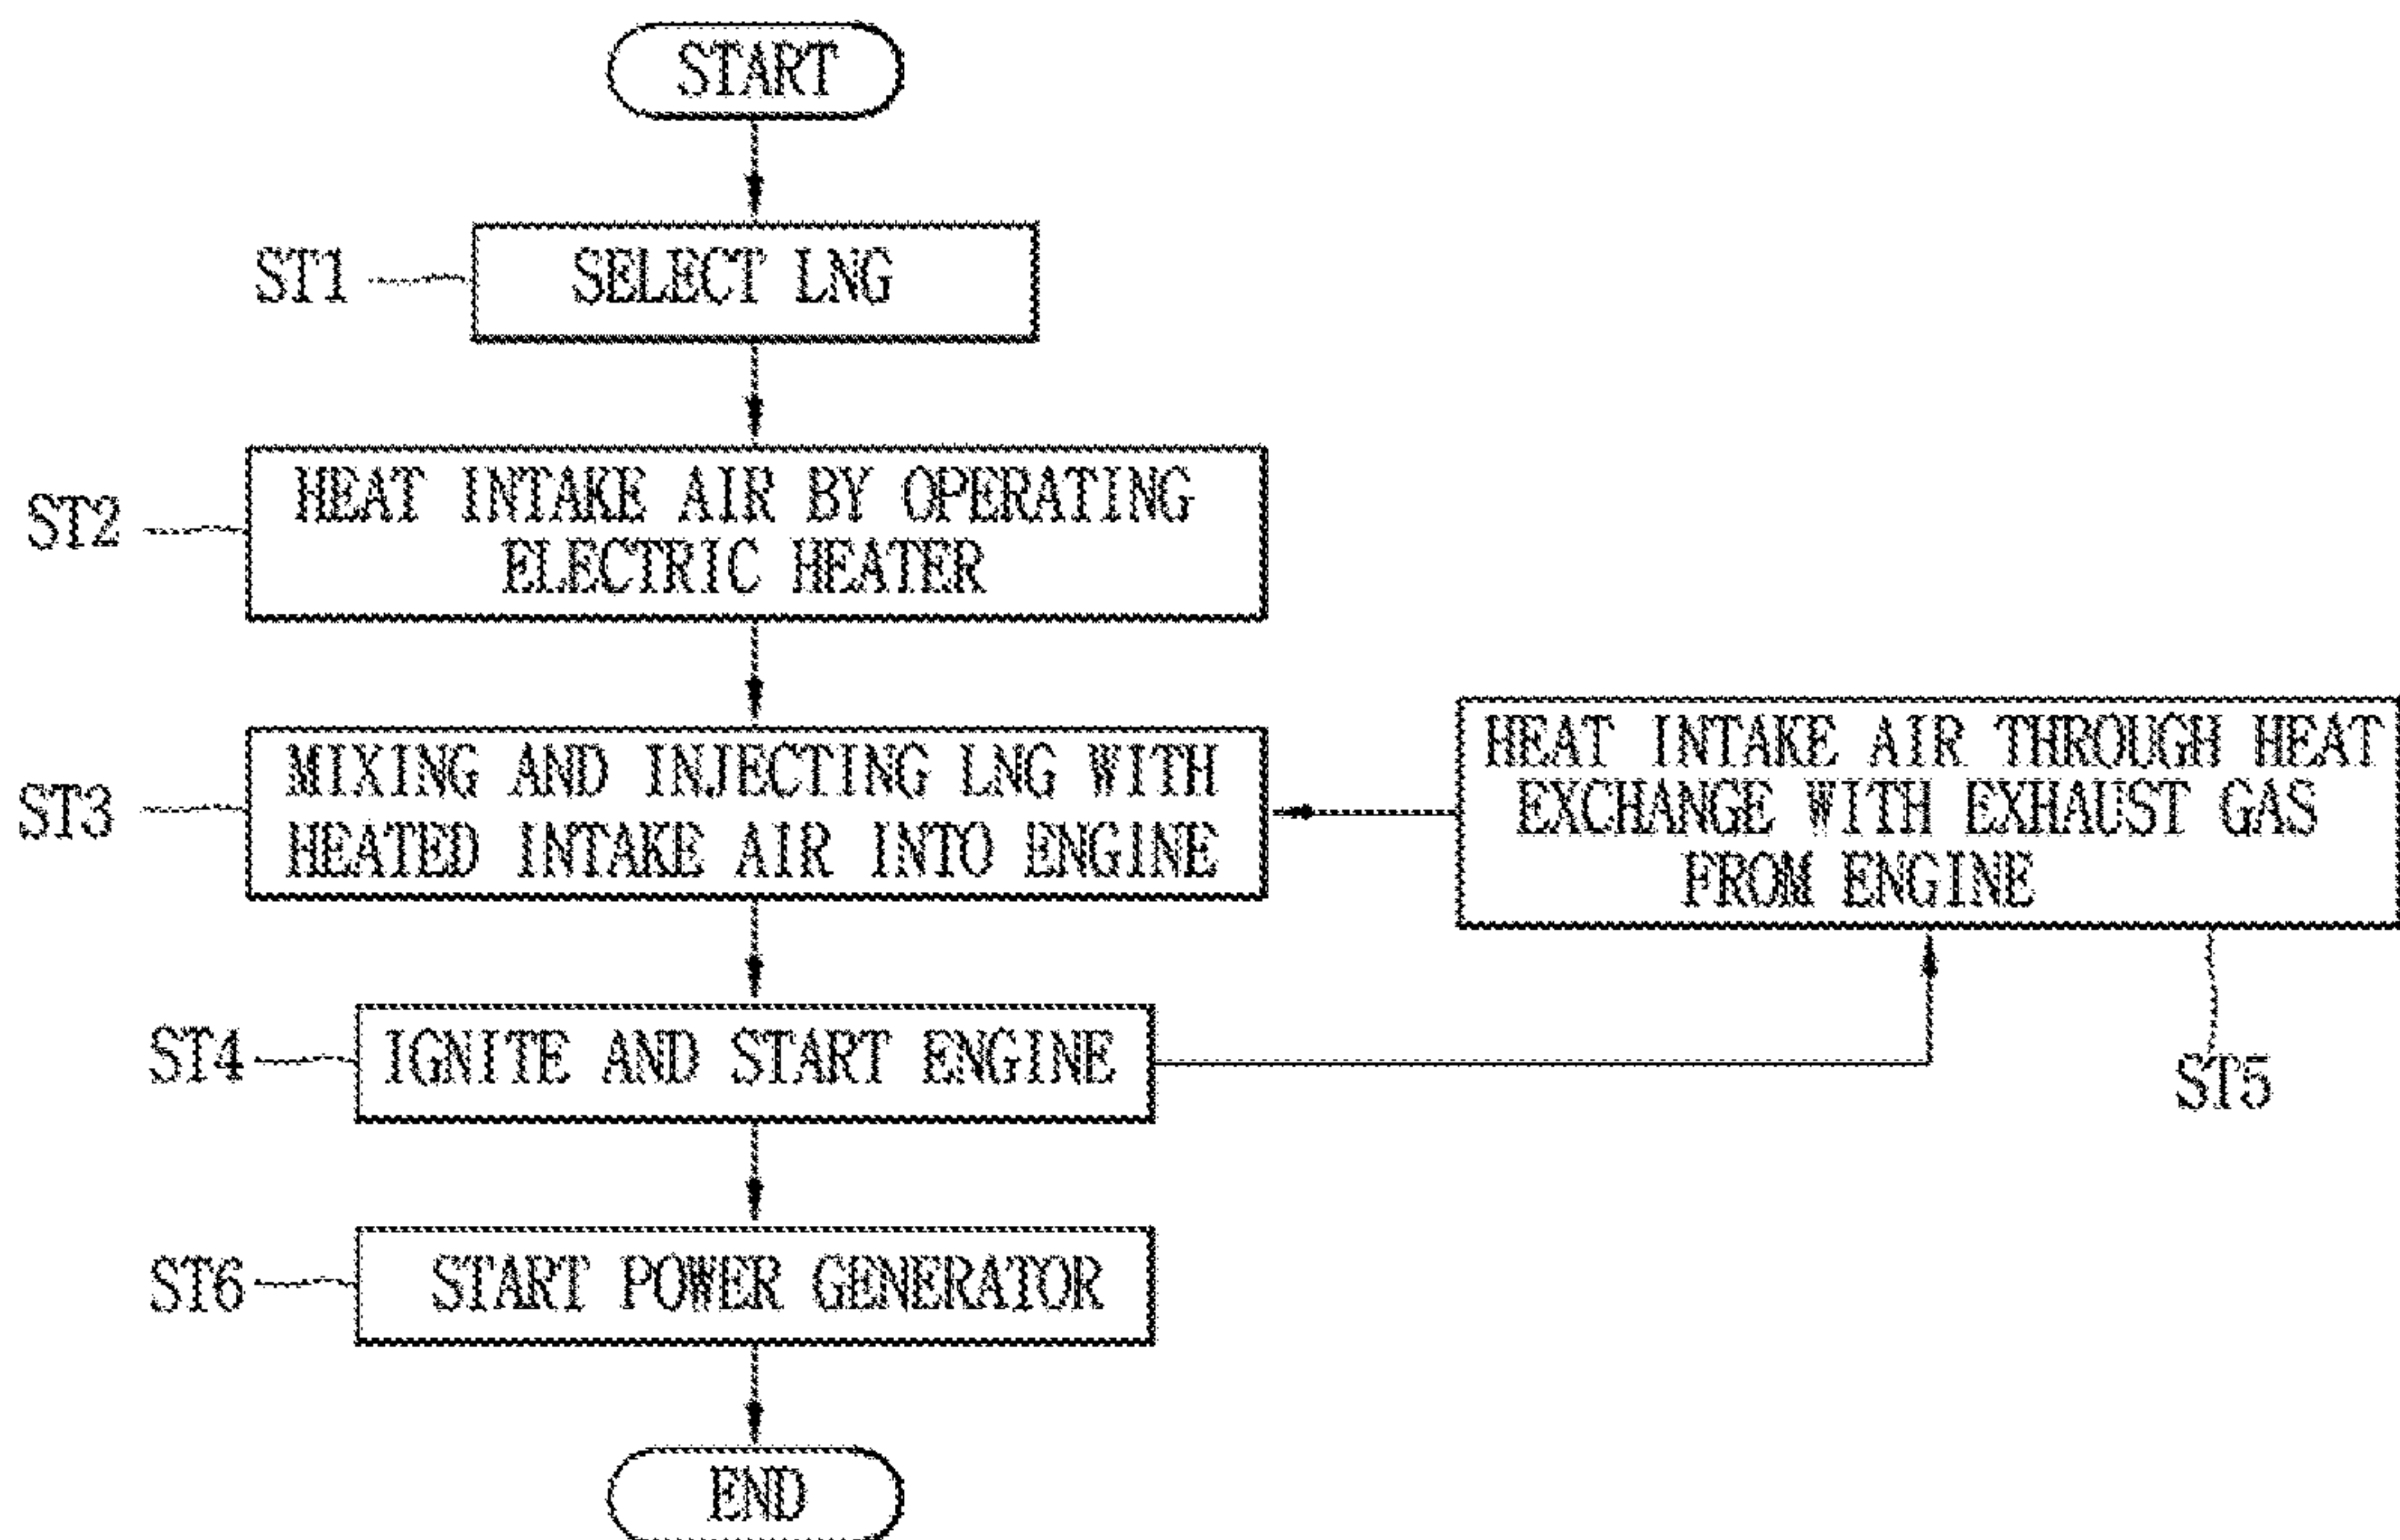 START
ST1
SELECT LNG
ST2
HEAT INTAKE AIR BY OPERATING
ELECTRIC HEATER
ST3
MIXING AND INJECTING LNG WITH
HEATED INTAKE AIR INTO ENGINE
HEAT INTAKE AIR THROUGH HEAT
EXCHANGE WITH EXHAUST GAS
FROM ENGINE
ST4
IGNITE AND START ENGINE
ST5
ST6
START POWER GENERATOR
END